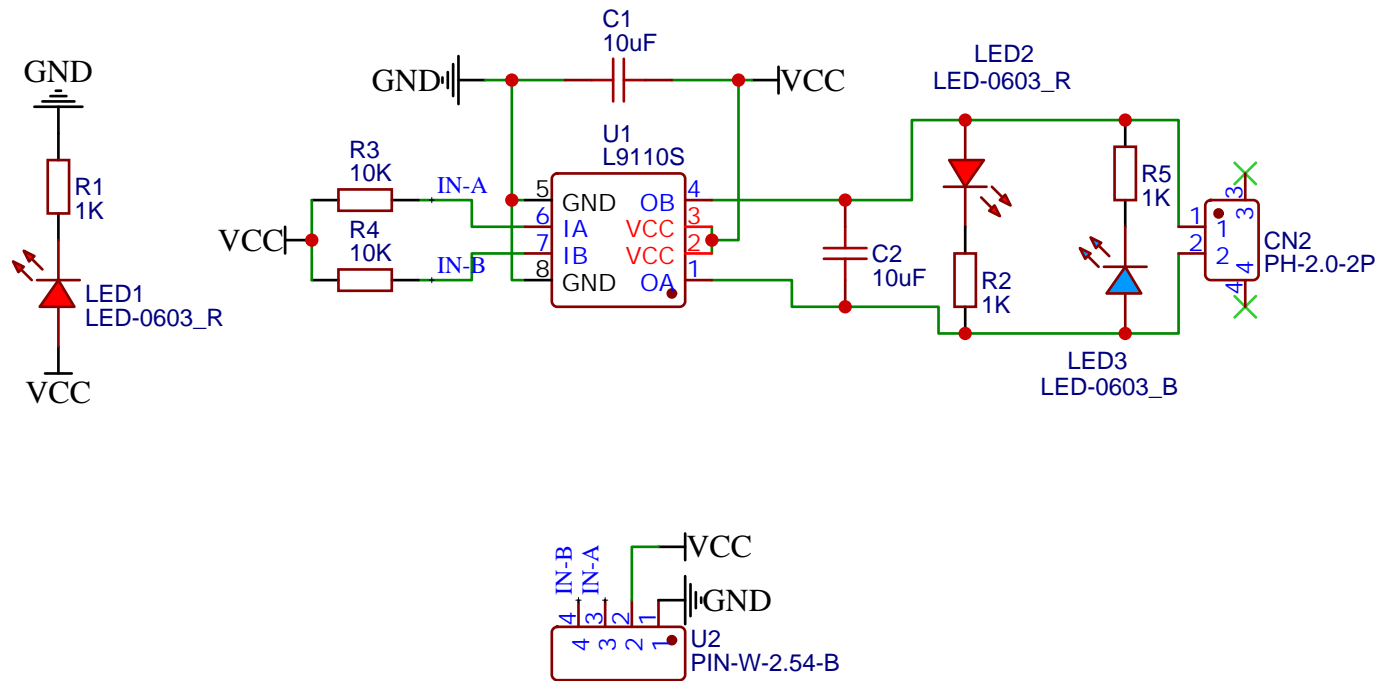 C1
10uF
GND
VCC
GND
R1
1K
LED1
LED-0603_R
VCC
R3
10K
IN-A
VCC
R4
10K
IN-B
U1
L9110S
5
GND
6
IA
7
IB
8
GND
4
OB
3
VCC
2
VCC
1
OA
C2
10uF
LED2
LED-0603_R
R2
1K
R5
1K
LED3
LED-0603_B
3
3
1
1
2
2
4
4
CN2
PH-2.0-2P
IN-B
IN-A
VCC
GND
4
3
2
1
4
3
2
1
U2
PIN-W-2.54-B